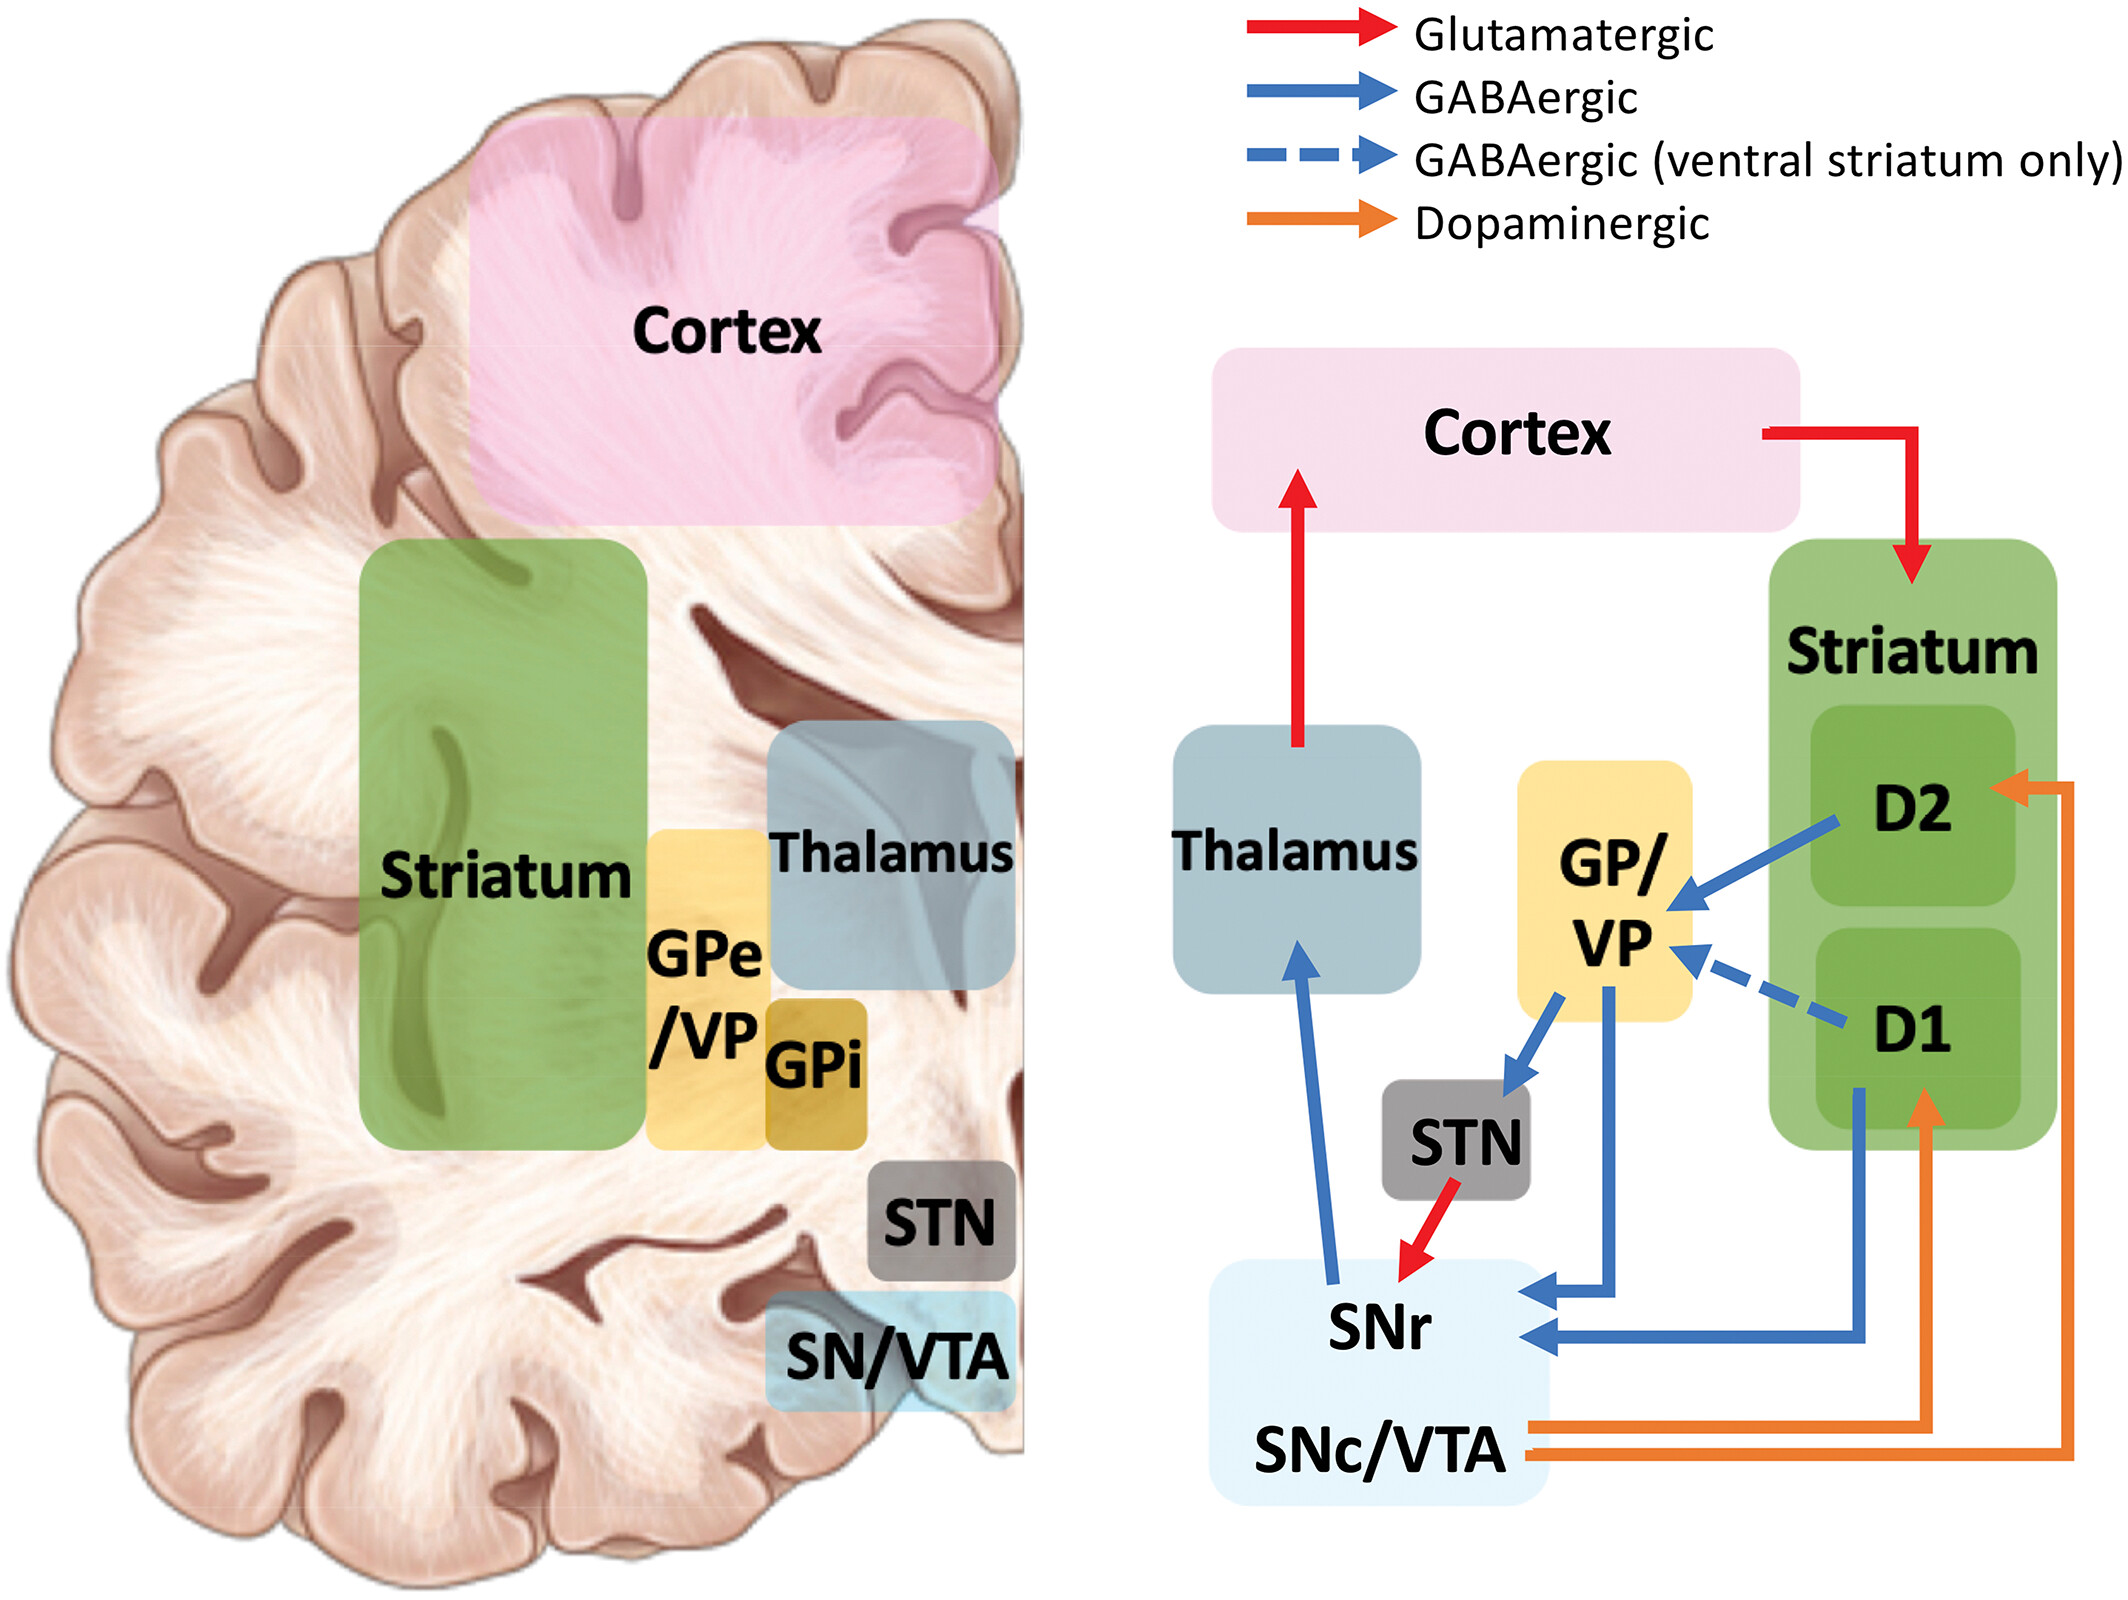 Cortex
Striatum
Thalamus
GPe
/VP
GPi
STN
SN/VTA
Glutamatergic
GABAergic
GABAergic (ventral striatum only)
Dopaminergic
Cortex
Striatum
D2
Thalamus
GP/
VP
D1
STN
SNr
SNc/VTA